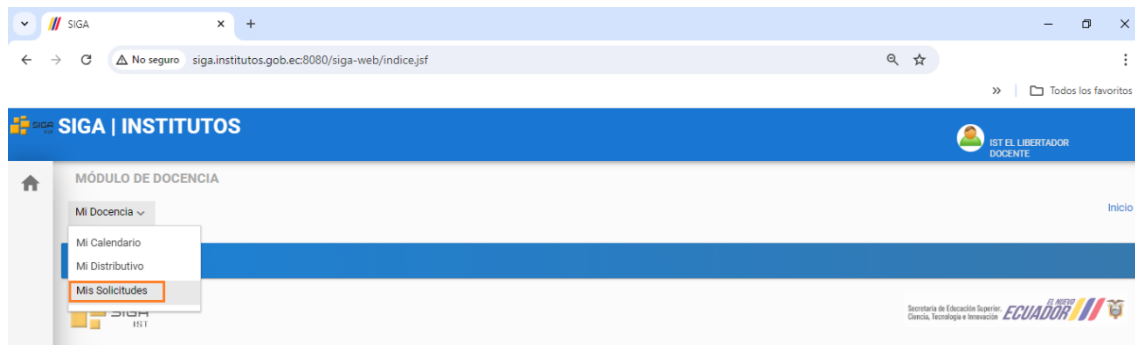 SIGA
No seguro siga.institutos.gob.ec:8080/siga-web/indice.jsf
Todos los favoritos
SIGA | INSTITUTOS
IST EL LIBERTADOR
DOCENTE
MÓDULO DE DOCENCIA
Mi Docencia
Inicio
Mi Calendario
Mi Distributivo
Mis Solicitudes
SIGA
IST
Secretaría de Educación Superior,
Ciencia, Tecnología e Innovación
EL NUEVO
ECUADOR